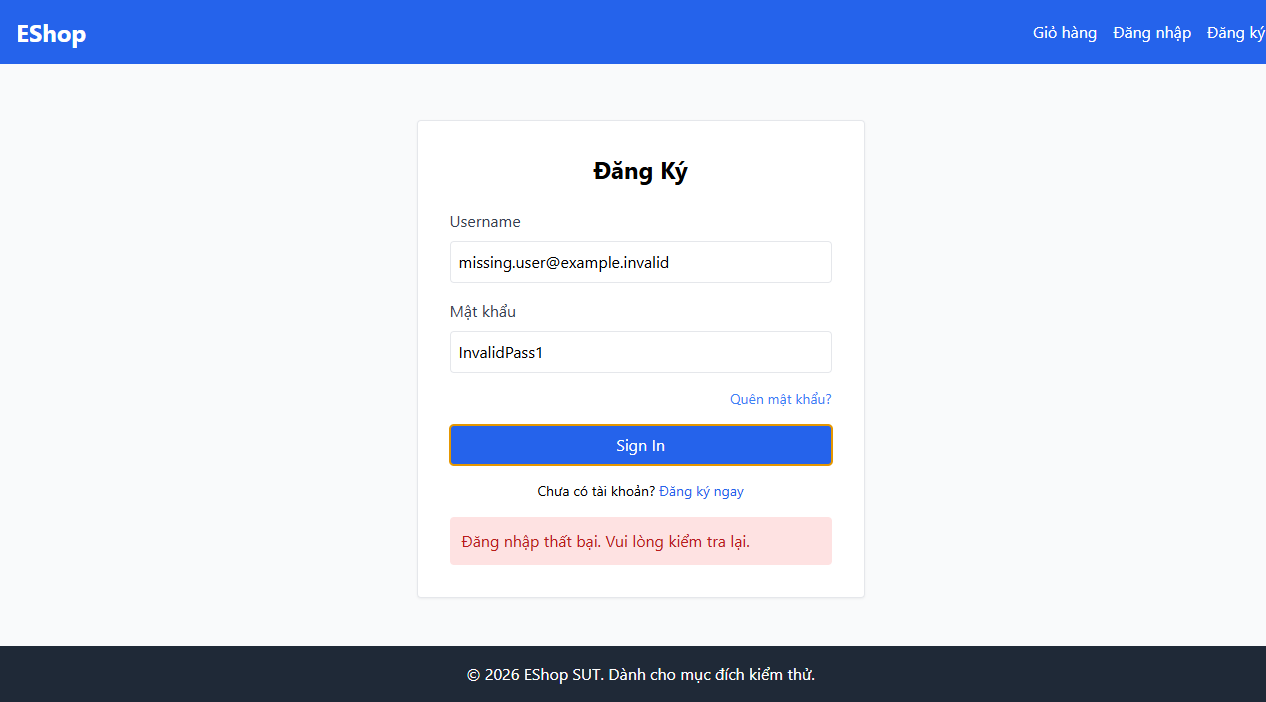 EShop
Giỏ hàng Đăng nhập Đăng ký
Đăng Ký
Username
missing.user@example.invalid
Mật khẩu
InvalidPass1
Quên mật khẩu?
Sign In
Chưa có tài khoản? Đăng ký ngay
Đăng nhập thất bại. Vui lòng kiểm tra lại.
© 2026 EShop SUT. Dành cho mục đích kiểm thử.